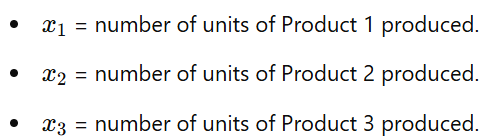 • x₁ = number of units of Product 1 produced.
• x₂ = number of units of Product 2 produced.
• x₃ = number of units of Product 3 produced.